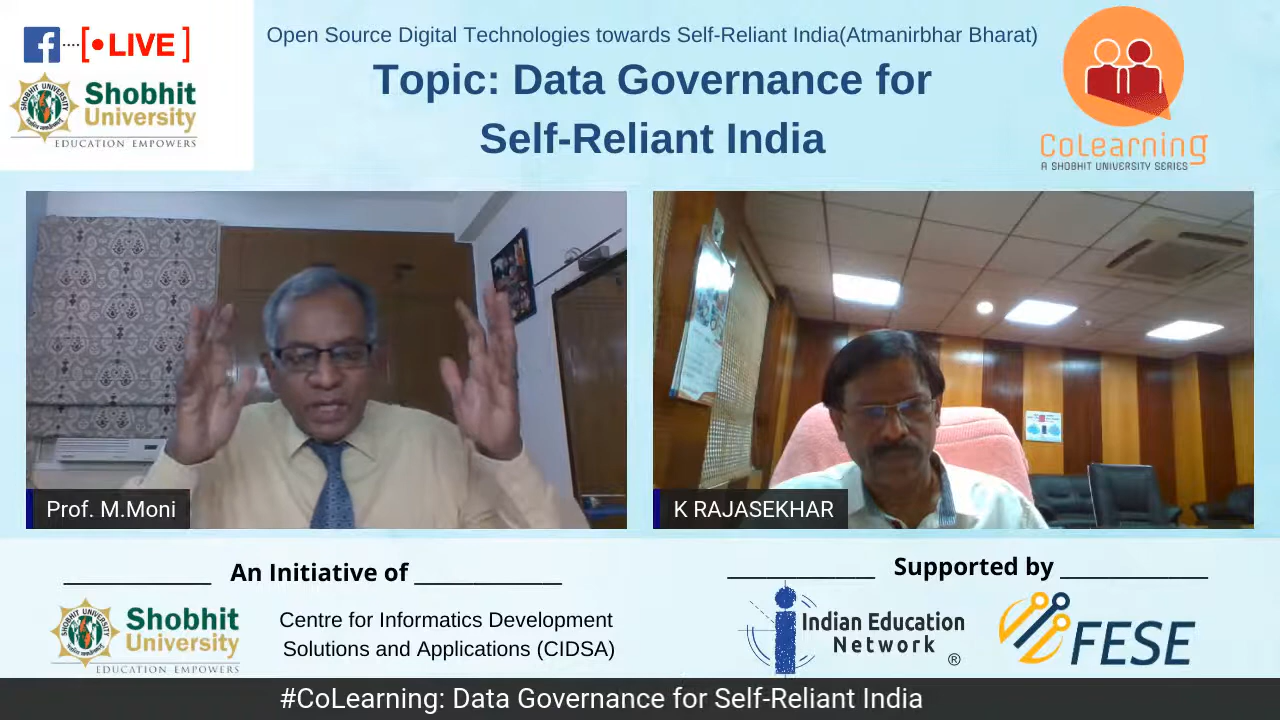 LIVE
Shobhit
University
EDUCATION EMPOWERS
Open Source Digital Technologies towards Self-Reliant India(Atmanirbhar Bharat)
Topic: Data Governance for
Self-Reliant India
CoLearning
A SHOBHIT UNIVERSITY SERIES
Prof. M.Moni
K RAJASEKHAR
An Initiative of
Shobhit
University
EDUCATION EMPOWERS
Centre for Informatics Development
Solutions and Applications (CIDSA)
Supported by
Indian Education
Network
®
FESE
#CoLearning: Data Governance for Self-Reliant India